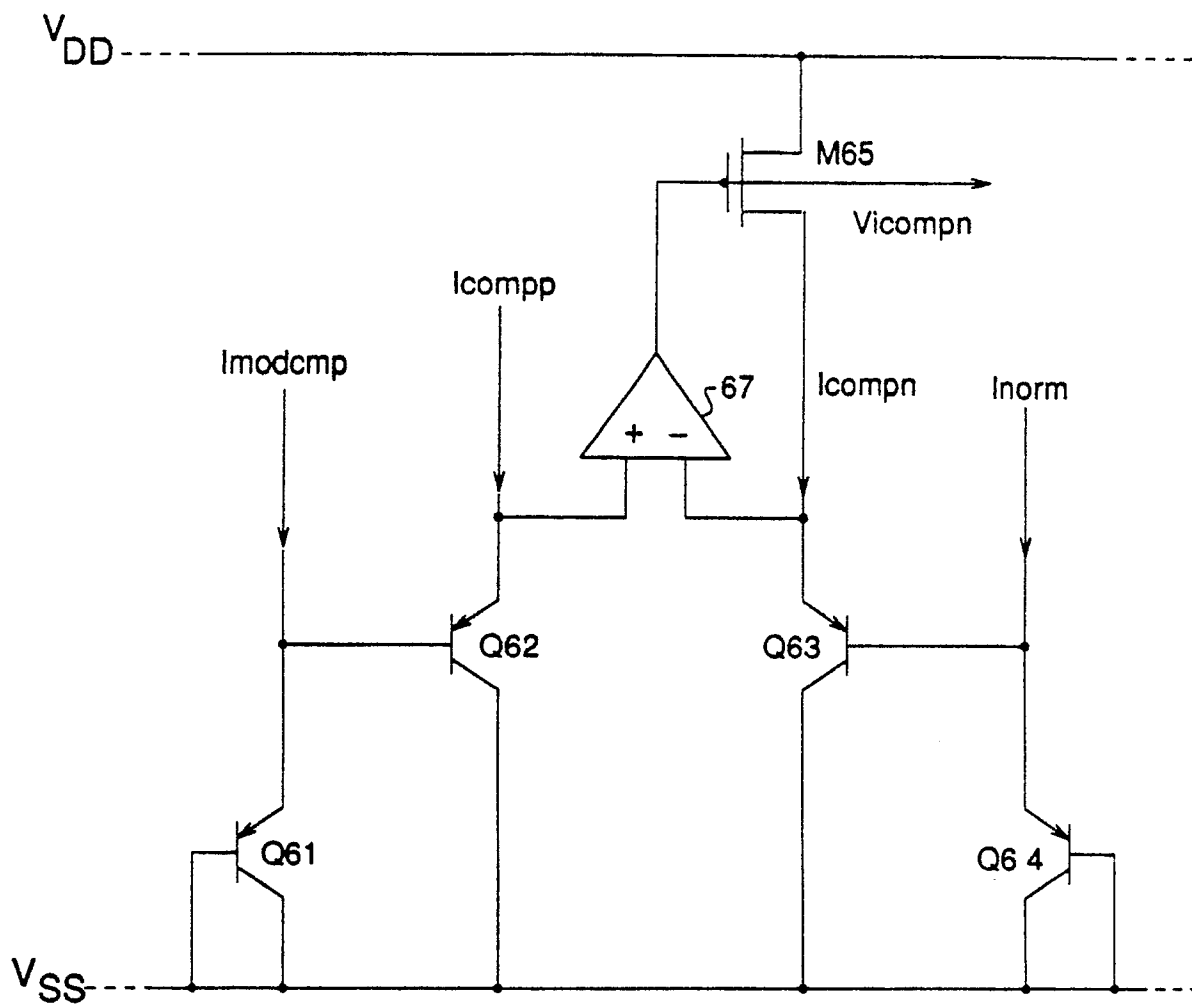 VDD
M65
Vicompn
Icompp
Imodcmp
67
Icompn
Inorm
+ −
Q62
Q63
Q61
Q6 4
VSS